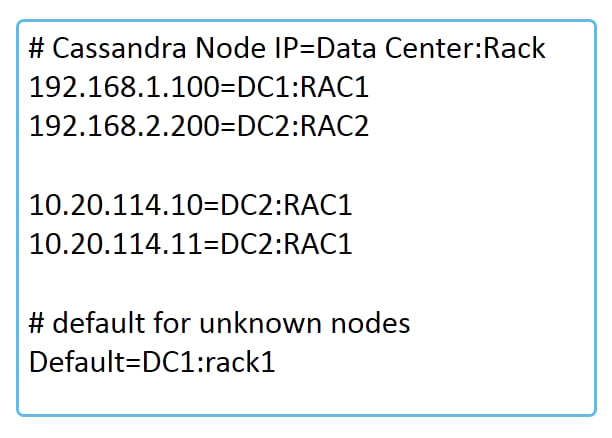 # Cassandra Node IP=Data Center:Rack
192.168.1.100=DC1:RAC1
192.168.2.200=DC2:RAC2
10.20.114.10=DC2:RAC1
10.20.114.11=DC2:RAC1
# default for unknown nodes
Default=DC1:rack1